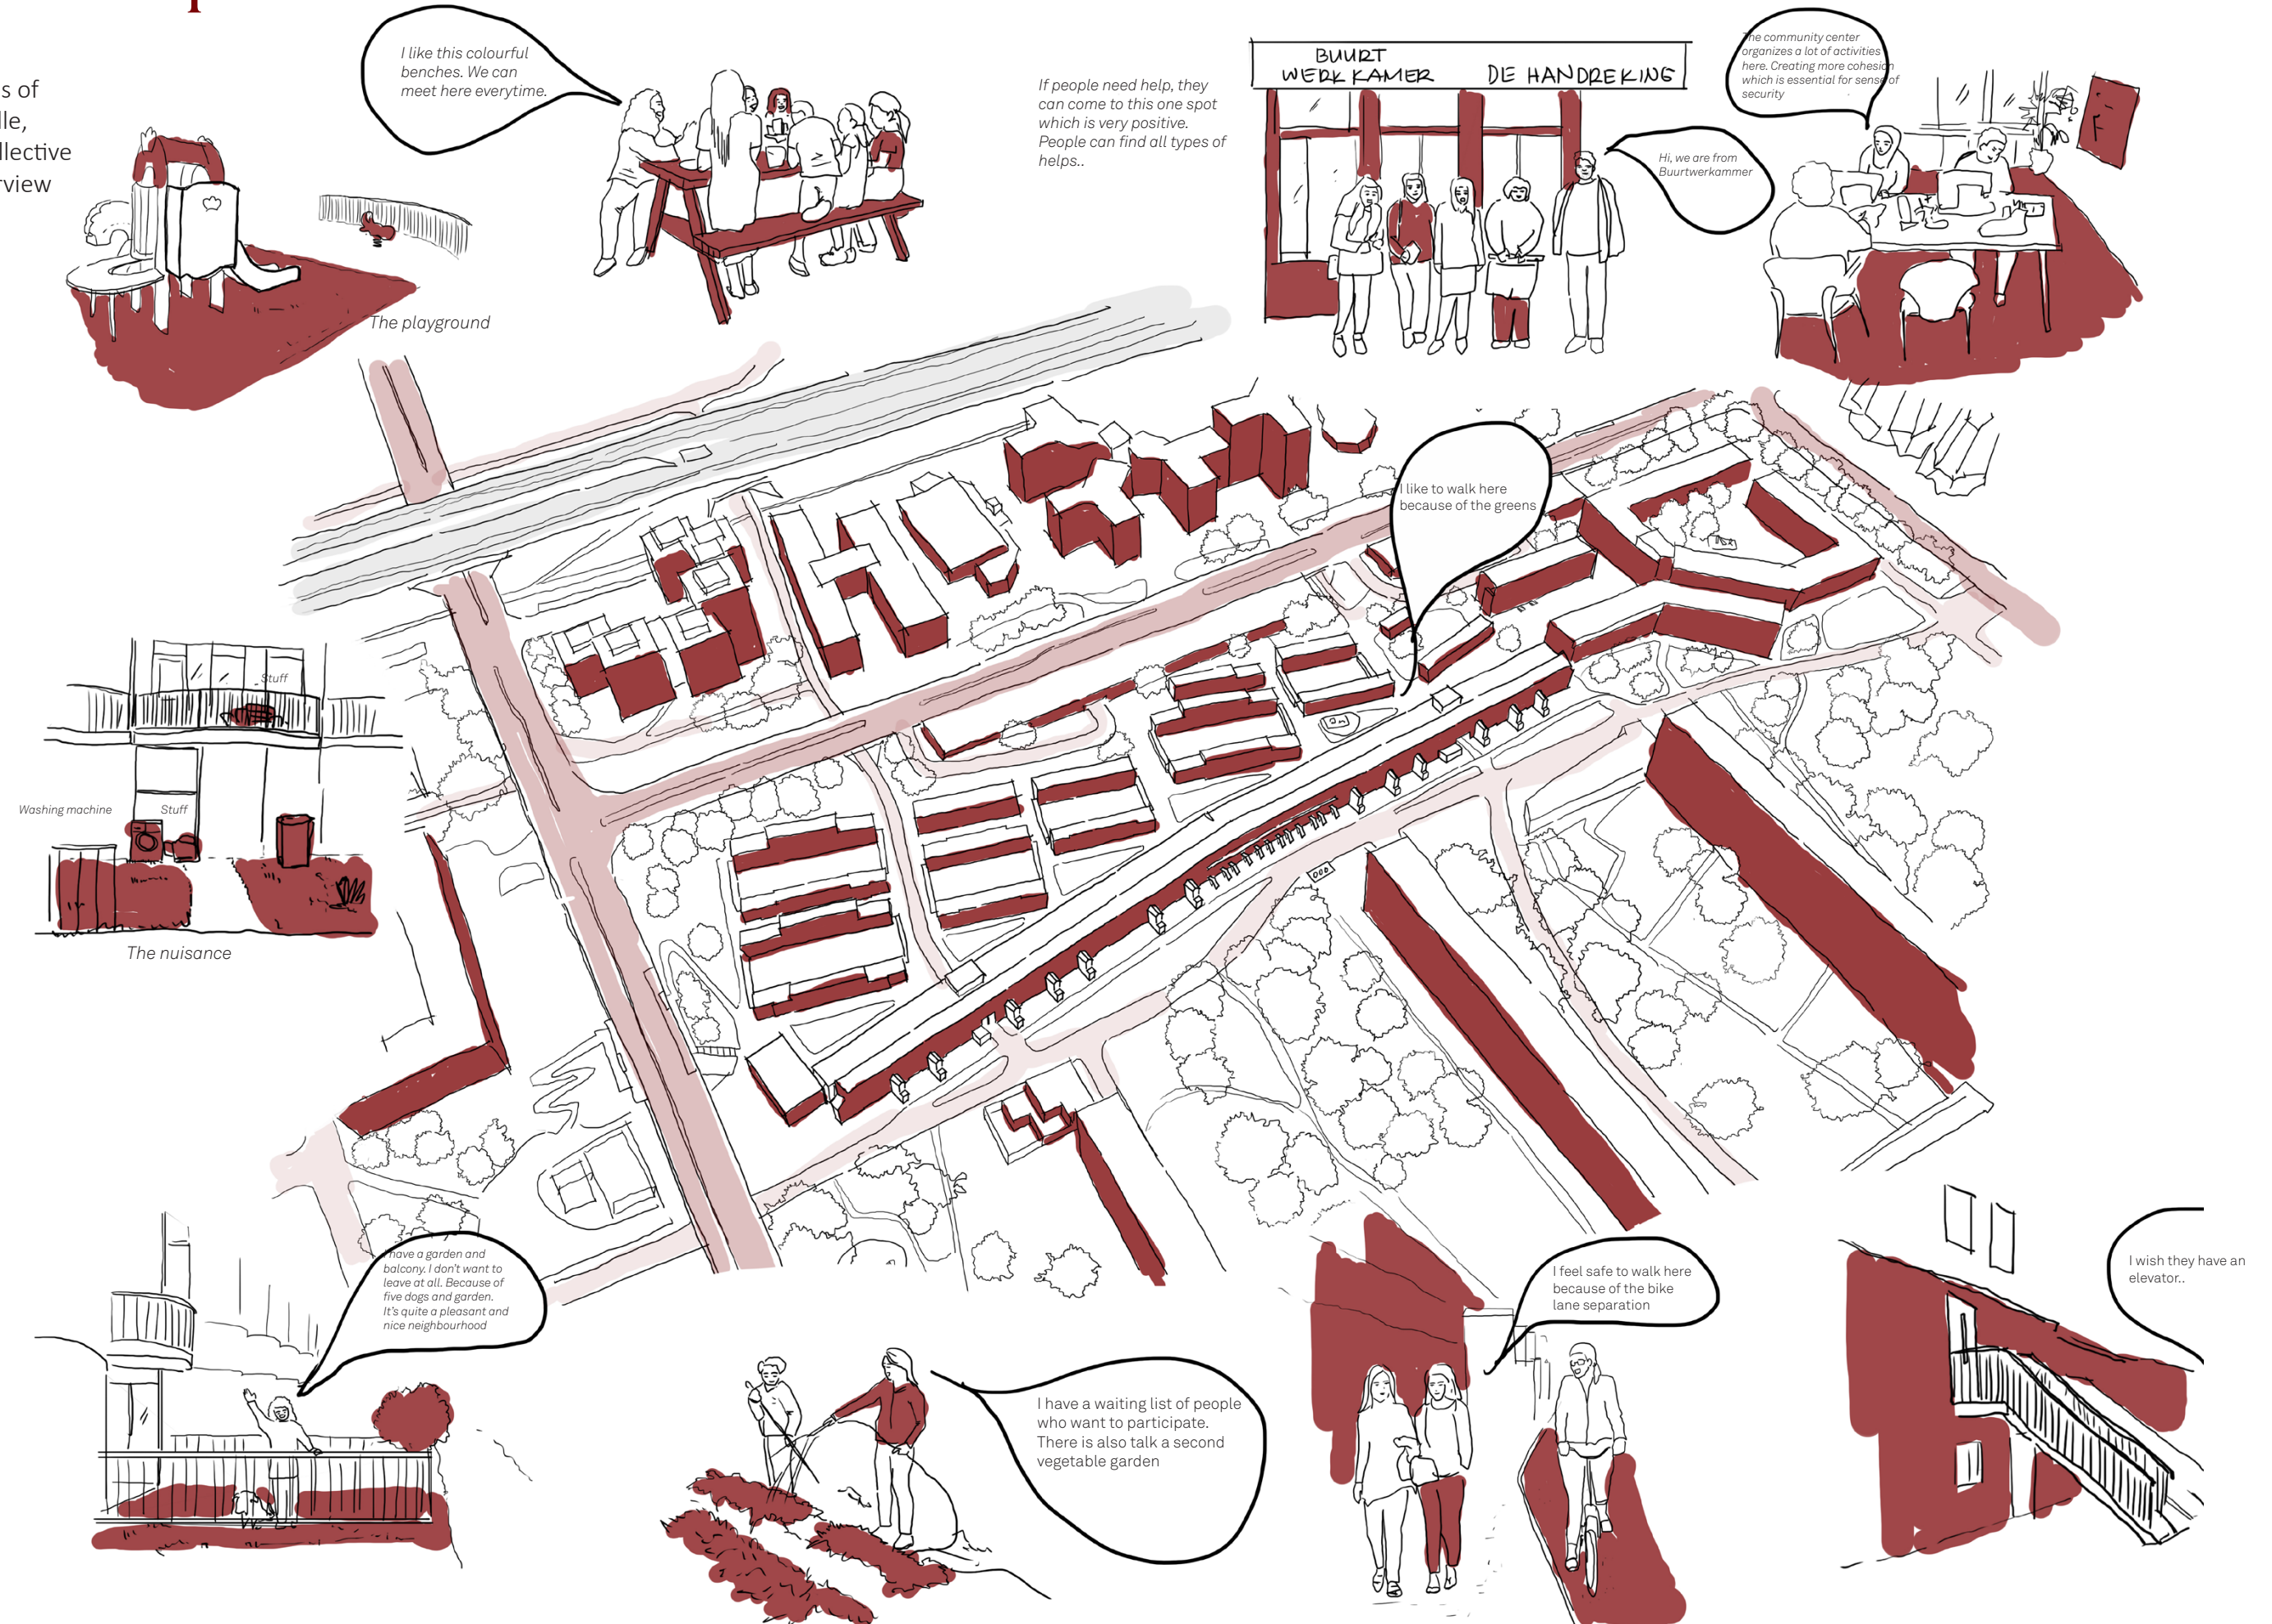 s of
lle,
llective
rview
I like this colourful
benches. We can
meet here everytime.
The playground
If people need help, they
can come to this one spot
which is very positive.
People can find all types of
helps..
BUURT
WERKKAMER DE HANDREKING
Hi, we are from
Buurtwerkammer
The community center
organizes a lot of activities
here. Creating more cohesion
which is essential for sense of
security
F
F
I like to walk here
because of the greens
Stuff
Washing machine
Stuff
The nuisance
I have a garden and
balcony. I don't want to
leave at all. Because of
five dogs and garden.
It's quite a pleasant and
nice neighbourhood
I have a waiting list of people
who want to participate.
There is also talk a second
vegetable garden
I feel safe to walk here
because of the bike
lane separation
I wish they have an
elevator..